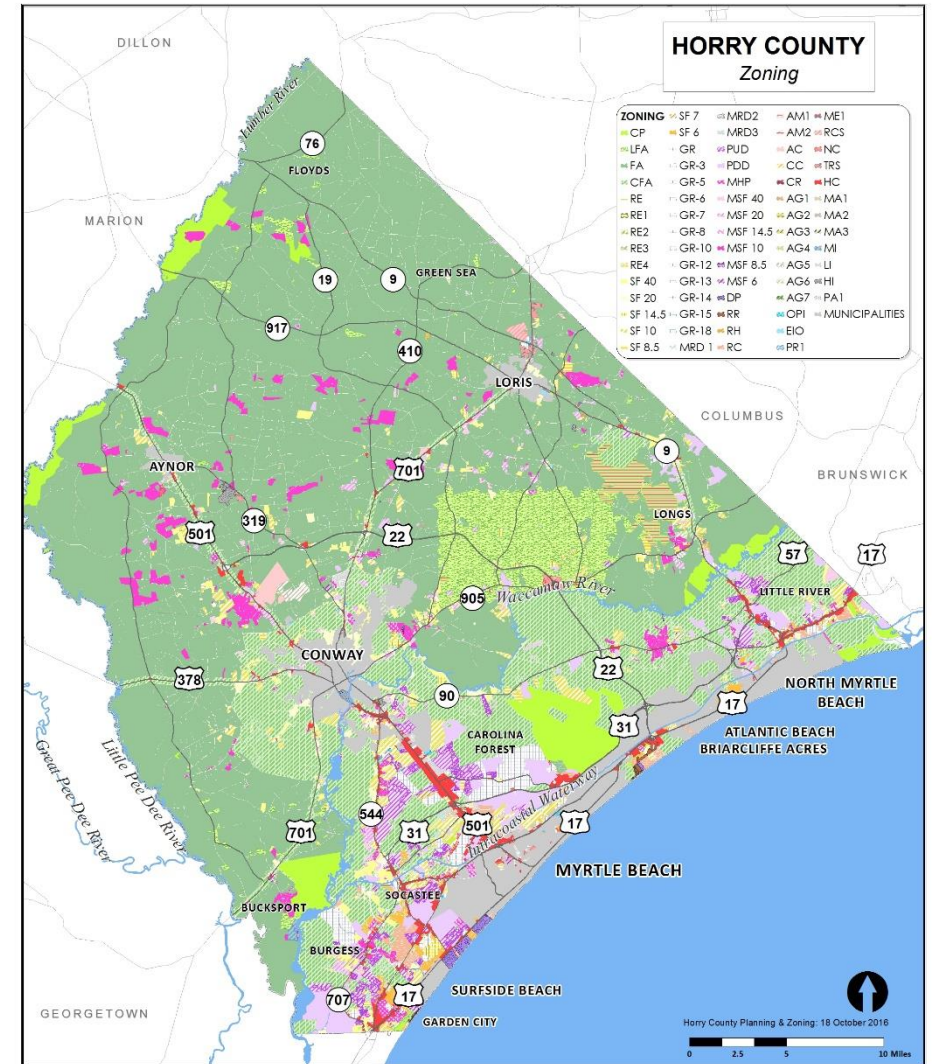 HORRY COUNTY
Zoning
ZONING
CP
LFA
FA
CFA
RE
RE1
RE2
RE3
RE4
SF 40
SF 20
SF 14.5
SF 10
SF 8.5
SF 7
SF 6
GR
GR-3
GR-5
GR-6
GR-7
GR-8
GR-10
GR-12
GR-13
GR-14
GR-15
GR-18
MRD 1
MRD2
MRD3
PUD
PDD
MHP
MSF 40
MSF 20
MSF 14.5
MSF 10
MSF 8.5
MSF 6
DP
RR
RH
RC
AM1
AM2
AC
CC
CR
AG1
AG2
AG3
AG4
AG5
AG6
AG7
OPI
EIO
PR1
ME1
RCS
NC
TRS
HC
MA1
MA2
MA3
MI
LI
HI
PA1
MUNICIPALITIES
DILLON
Lumber River
76
FLOYDS
MARION
19
9
GREEN SEA
917
410
LORIS
COLUMBUS
9
AYNOR
701
BRUNSWICK
LONGS
319
501
22
57
17
905
Waccamaw River
LITTLE RIVER
CONWAY
378
22
90
NORTH MYRTLE
BEACH
17
31
ATLANTIC BEACH
BRIARCLIFFE ACRES
CAROLINA
FOREST
Great Pee Dee River
Little Pee Dee River
Intracoastal Waterway
544
31
501
17
701
MYRTLE BEACH
SOCASTEE
BUCKSPORT
BURGESS
707
17
SURFSIDE BEACH
GEORGETOWN
GARDEN CITY
Horry County Planning & Zoning: 18 October 2016
0 2.5 5 10 Miles